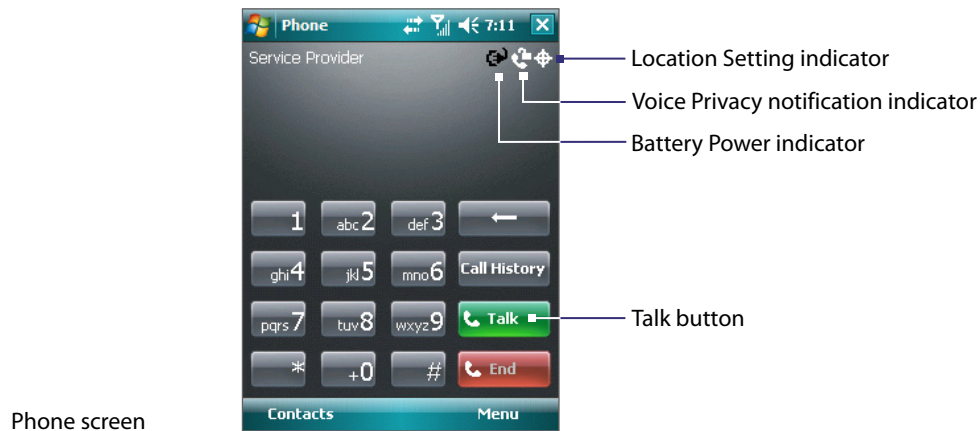 Phone 7:11
Service Provider
Location Setting indicator
Voice Privacy notification indicator
Battery Power indicator
1 abc2 def3
ghi4 jkl5 mno6 Call History
pqrs7 tuv8 wxyz9 Talk
Talk button
* +0 # End
Contacts Menu
Phone screen